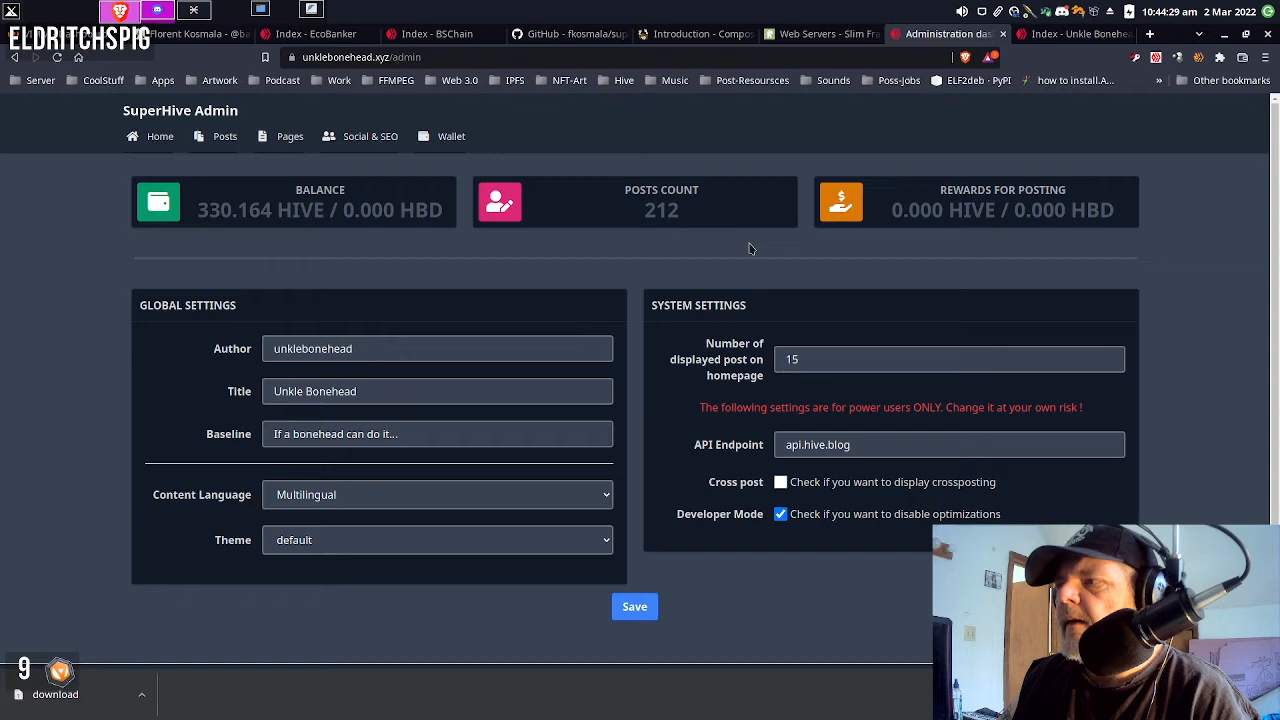 10:44:29 am 2 Mar 2022
ELDRITCHSPIG
Florent Kosmala - @ba
Index - EcoBanker
Index - BSChain
GitHub - fkosmala/sup
Introduction - Compos
Web Servers - Slim Fra
Administration das
Index - Unkle Bonehea
unklebonehead.xyz/admin
Server
CoolStuff
Apps
Artwork
Podcast
Work
FFMPEG
Web 3.0
IPFS
NFT-Art
Hive
Music
Post-Resoursces
Sounds
Poss-Jobs
ELF2deb · PyPI
how to install.A...
»
Other bookmarks
SuperHive Admin
Home
Posts
Pages
Social & SEO
Wallet
BALANCE
330.164 HIVE / 0.000 HBD
POSTS COUNT
212
REWARDS FOR POSTING
0.000 HIVE / 0.000 HBD
GLOBAL SETTINGS
Author unklebonehead
Title Unkle Bonehead
Baseline If a bonehead can do it...
Content Language Multilingual
Theme default
SYSTEM SETTINGS
Number of
displayed post on
homepage
15
The following settings are for power users ONLY. Change it at your own risk !
API Endpoint api.hive.blog
Cross post Check if you want to display crossposting
Developer Mode Check if you want to disable optimizations
Save
9
download